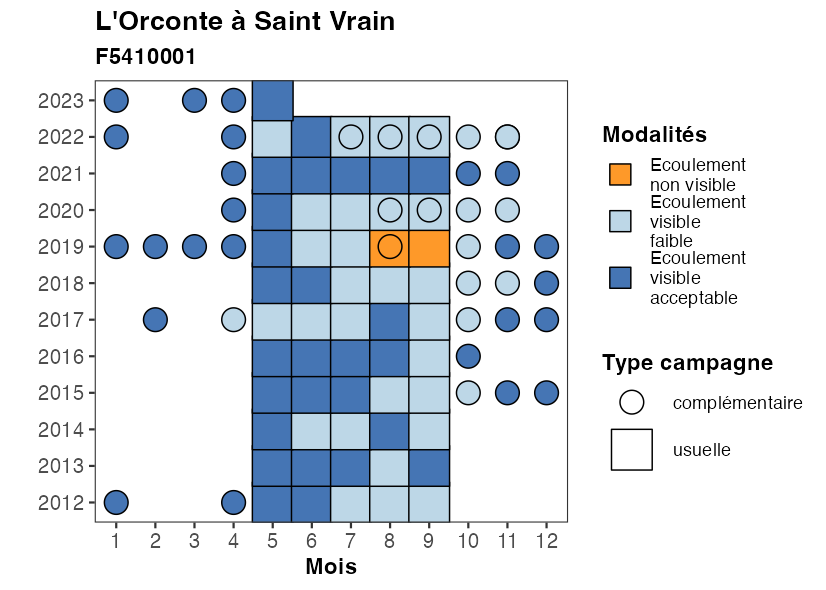 L'Orconte à Saint Vrain
F5410001
2023
2022
2021
2020
2019
2018
2017
2016
2015
2014
2013
2012
1 2 3 4 5 6 7 8 9 10 11 12
Mois
Modalités
Ecoulement
non visible
Ecoulement
visible
faible
Ecoulement
visible
acceptable
Type campagne
complémentaire
usuelle